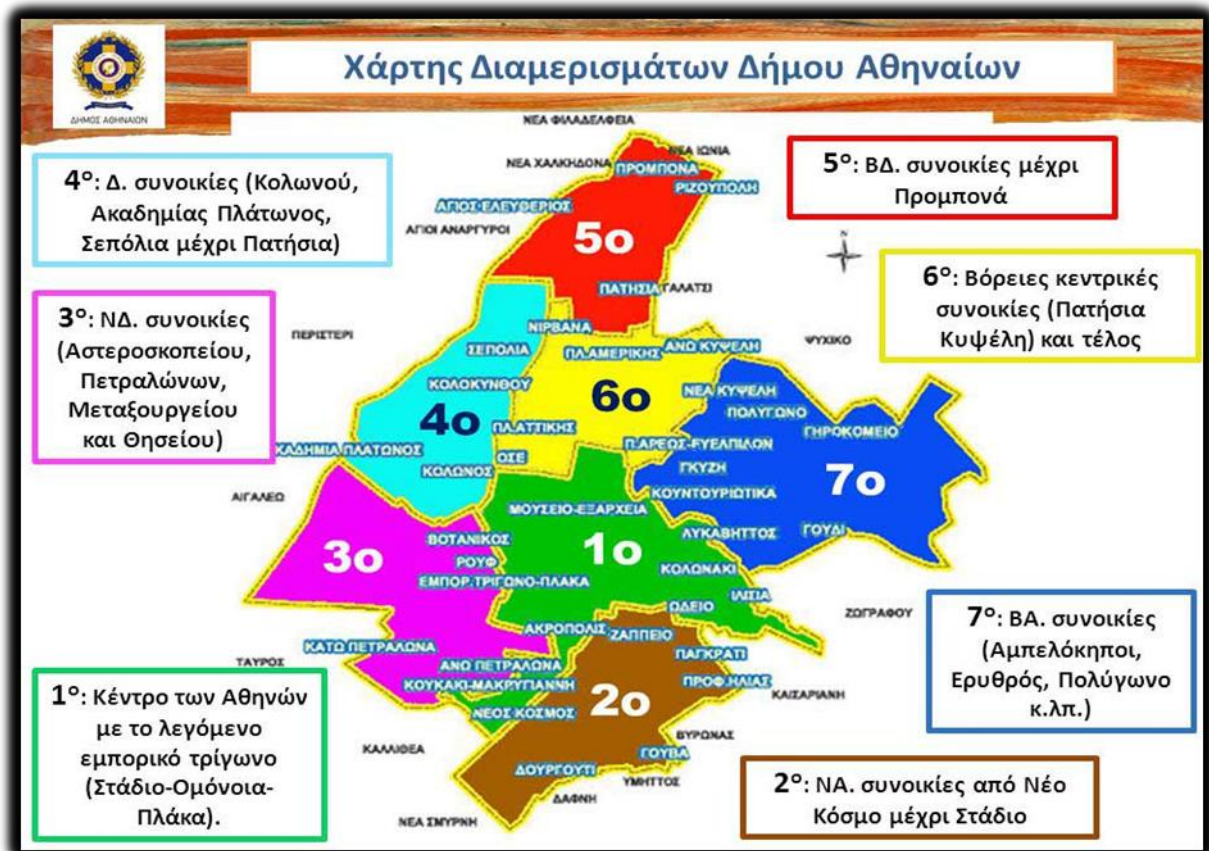 ΔΗΜΟΣ ΑΘΗΝΑΙΩΝ
Χάρτης Διαμερισμάτων Δήμου Αθηναίων
4ο: Δ. συνοικίες (Κολωνού,
Ακαδημίας Πλάτωνος,
Σεπόλια μέχρι Πατήσια)
3ο: ΝΔ. συνοικίες
(Αστεροσκοπείου,
Πετραλώνων,
Μεταξουργείου
και Θησείου)
1ο: Κέντρο των Αθηνών
με το λεγόμενο
εμπορικό τρίγωνο
(Στάδιο-Ομόνοια-
Πλάκα).
5ο: ΒΔ. συνοικίες μέχρι
Προμπονά
6ο: Βόρειες κεντρικές
συνοικίες (Πατήσια
Κυψέλη) και τέλος
7ο: ΒΑ. συνοικίες
(Αμπελόκηποι,
Ερυθρός, Πολύγωνο
κ.λπ.)
2ο: ΝΑ. συνοικίες από Νέο
Κόσμο μέχρι Στάδιο
ΝΕΑ ΦΙΛΑΔΕΛΦΕΙΑ
ΝΕΑ ΙΩΝΙΑ
ΝΕΑ ΧΑΛΚΗΔΟΝΑ
ΠΡΟΜΠΟΝΑ
ΡΙΖΟΥΠΟΛΗ
ΑΓΙΟΣ ΕΛΕΥΘΕΡΙΟΣ
ΑΓΙΟΙ ΑΝΑΡΓΥΡΟΙ
5ο
N
ΠΑΤΗΣΙΑ
ΓΑΛΑΤΣΙ
ΝΙΡΒΑΝΑ
ΠΕΡΙΣΤΕΡΙ
ΣΕΠΟΛΙΑ
ΠΛ.ΑΜΕΡΙΚΗΣ
ΑΝΩ ΚΥΨΕΛΗ
ΨΥΧΙΚΟ
ΚΟΛΟΚΥΝΘΟΥ
6ο
ΝΕΑ ΚΥΨΕΛΗ
ΠΟΛΥΓΩΝΟ
4ο
ΠΛ.ΑΤΤΙΚΗΣ
ΓΗΡΟΚΟΜΕΙΟ
Π.ΑΡΕΩΣ-ΕΥΕΛΠΙΔΩΝ
ΚΑΔΗΜΙΑ ΠΛΑΤΩΝΟΣ
ΟΣΕ
ΚΟΛΩΝΟΣ
ΓΚΥΖΗ
7ο
ΑΙΓΑΛΕΩ
ΚΟΥΝΤΟΥΡΙΩΤΙΚΑ
ΜΟΥΣΕΙΟ-ΕΞΑΡΧΕΙΑ
ΛΥΚΑΒΗΤΤΟΣ
ΓΟΥΔΙ
ΒΟΤΑΝΙΚΟΣ
3ο
1ο
ΡΟΥΦ
ΚΟΛΩΝΑΚΙ
ΕΜΠΟΡ.ΤΡΙΓΩΝΟ-ΠΛΑΚΑ
ΙΛΙΣΙΑ
ΩΔΕΙΟ
ΖΩΓΡΑΦΟΥ
ΑΚΡΟΠΟΛΙΣ
ΖΑΠΠΕΙΟ
ΚΑΤΩ ΠΕΤΡΑΛΩΝΑ
ΠΑΓΚΡΑΤΙ
ΤΑΥΡΟΣ
ΑΝΩ ΠΕΤΡΑΛΩΝΑ
ΠΡΟΦ.ΗΛΙΑΣ
ΚΟΥΚΑΚΙ-ΜΑΚΡΥΓΙΑΝΝΗ
ΚΑΙΣΑΡΙΑΝΗ
2ο
ΝΕΟΣ ΚΟΣΜΟΣ
ΒΥΡΩΝΑΣ
ΚΑΛΛΙΘΕΑ
ΓΟΥΒΑ
ΔΟΥΡΓΟΥΤΙ
ΥΜΗΤΤΟΣ
ΔΑΦΝΗ
ΝΕΑ ΣΜΥΡΝΗ